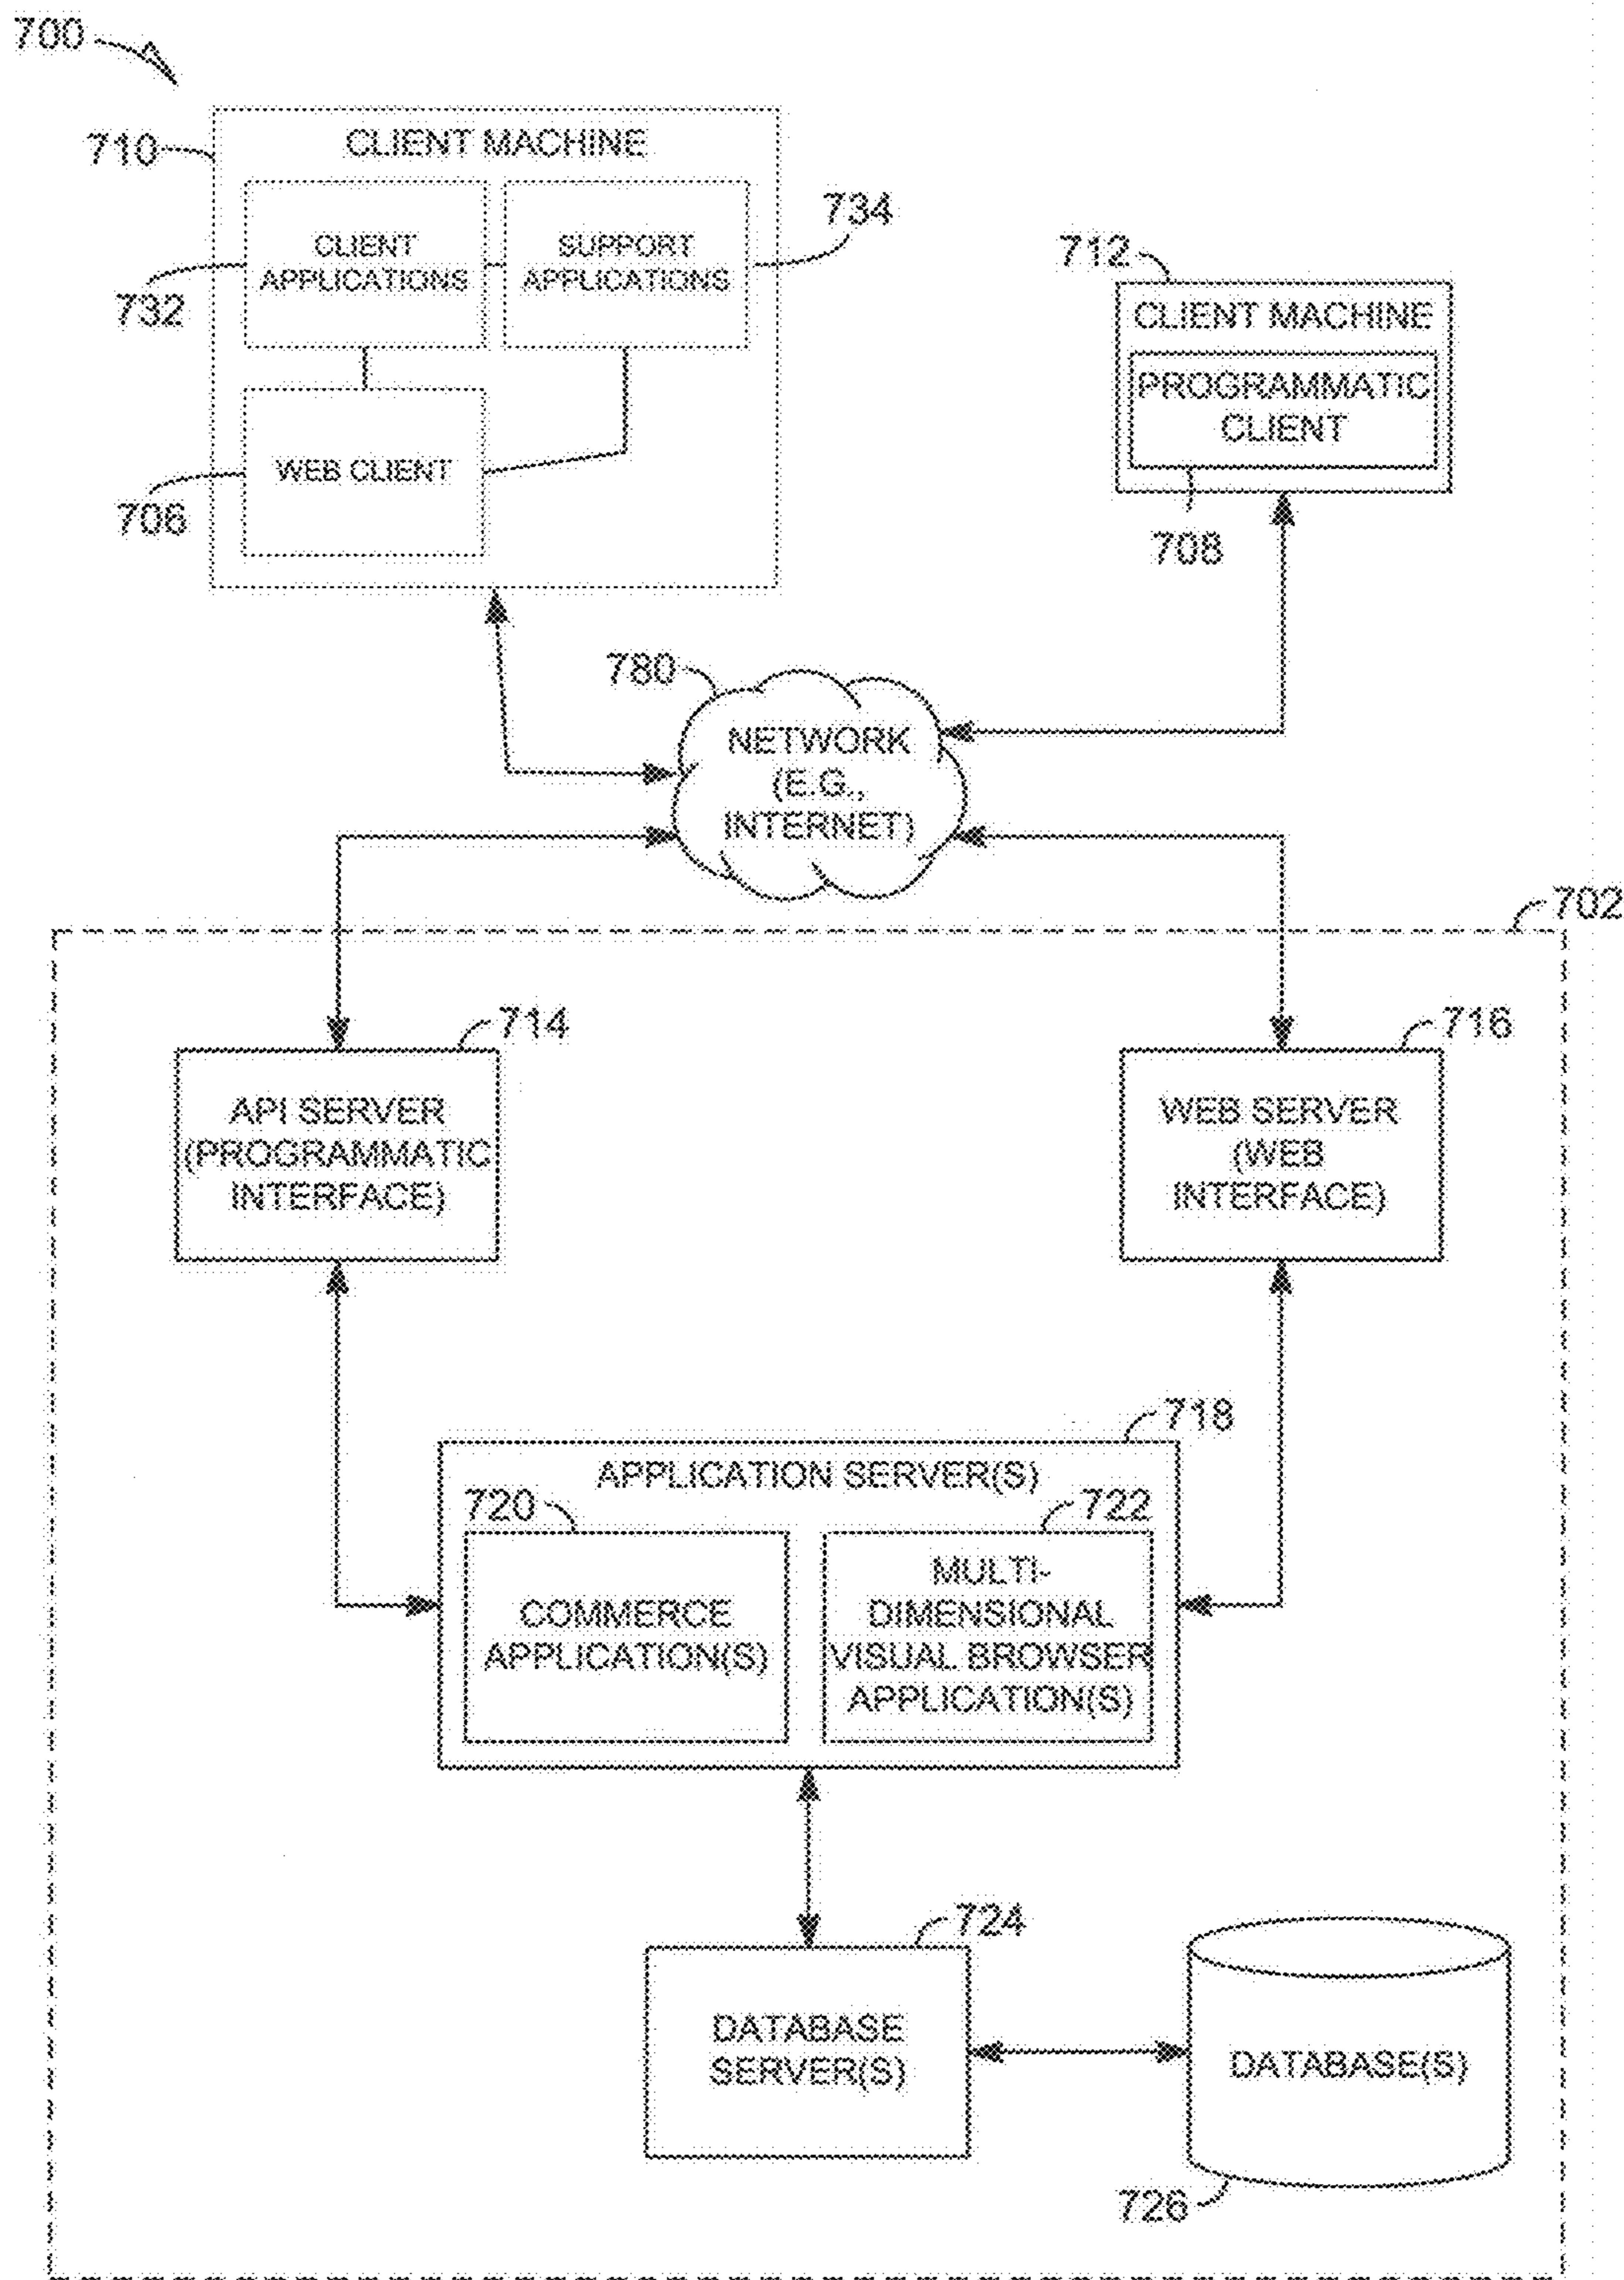 700
710
CLIENT MACHINE
734
CLIENT
APPLICATIONS
SUPPORT
APPLICATIONS
732
712
CLIENT MACHINE
PROGRAMMATIC
CLIENT
WEB CLIENT
706
708
780
NETWORK
(E.G.,
INTERNET)
702
714
716
API SERVER
(PROGRAMMATIC
INTERFACE)
WEB SERVER
(WEB
INTERFACE)
718
APPLICATION SERVER(S)
720
722
COMMERCE
APPLICATION(S)
MULTI-
DIMENSIONAL
VISUAL BROWSER
APPLICATION(S)
724
DATABASE
SERVER(S)
DATABASE(S)
726